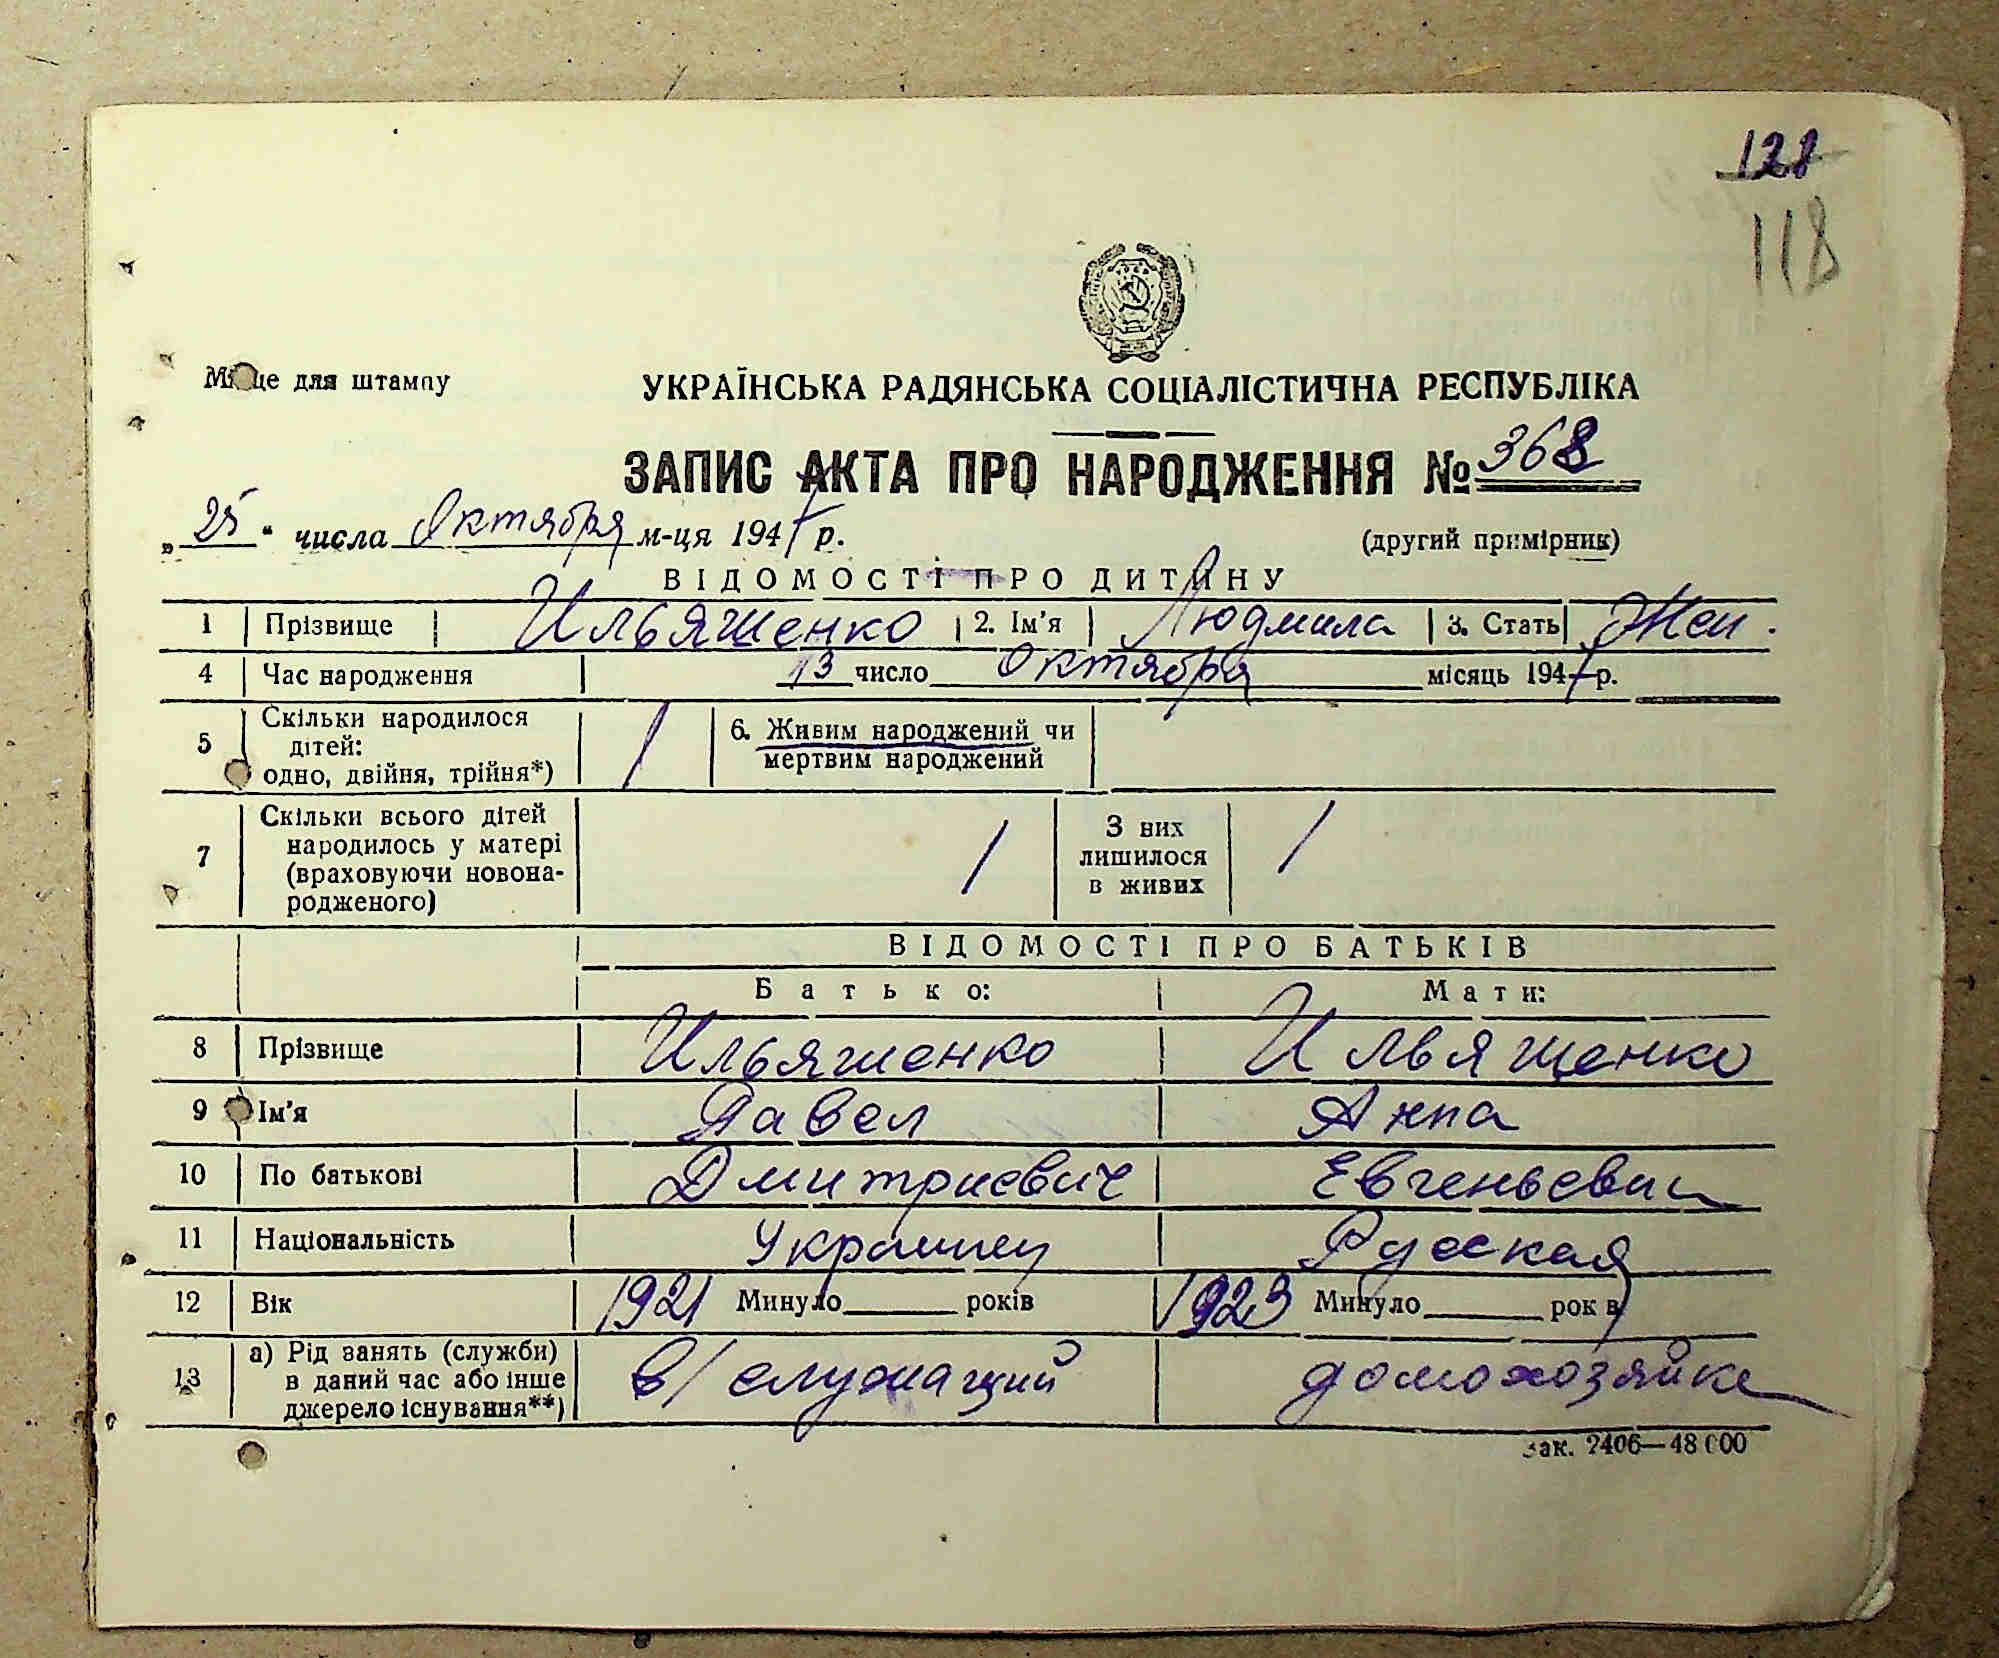 121
118
Місце для штампу
УКРАЇНСЬКА РАДЯНСЬКА СОЦІАЛІСТИЧНА РЕСПУБЛІКА
ЗАПИС АКТА ПРО НАРОДЖЕННЯ № 368
„25" числа Октября м-ця 1947 р.
(другий примірник)
ВІДОМОСТІ ПРО ДИТИНУ
1 Прізвище Ильяшенко 2. Ім'я Людмила 3. Стать Жен.
4 Час народження 13 число Октября місяць 1947 р.
5 Скільки народилося дітей: одно, двійня, трійня*) 1 6. Живим народжений чи мертвим народжений
7 Скільки всього дітей народилось у матері (враховуючи новонародженого) 1 З них лишилося в живих 1
ВІДОМОСТІ ПРО БАТЬКІВ
Батько: Мати:
8 Прізвище Ильяшенко Ильященко
9 Ім'я Павел Анна
10 По батькові Дмитриевич Евгеньевна
11 Національність Украинец Русская
12 Вік 1921 Минуло років 1923 Минуло років
13 а) Рід занять (служби) в даний час або інше джерело існування**) в/служащий домохозяйка
Зак. 2406—48000